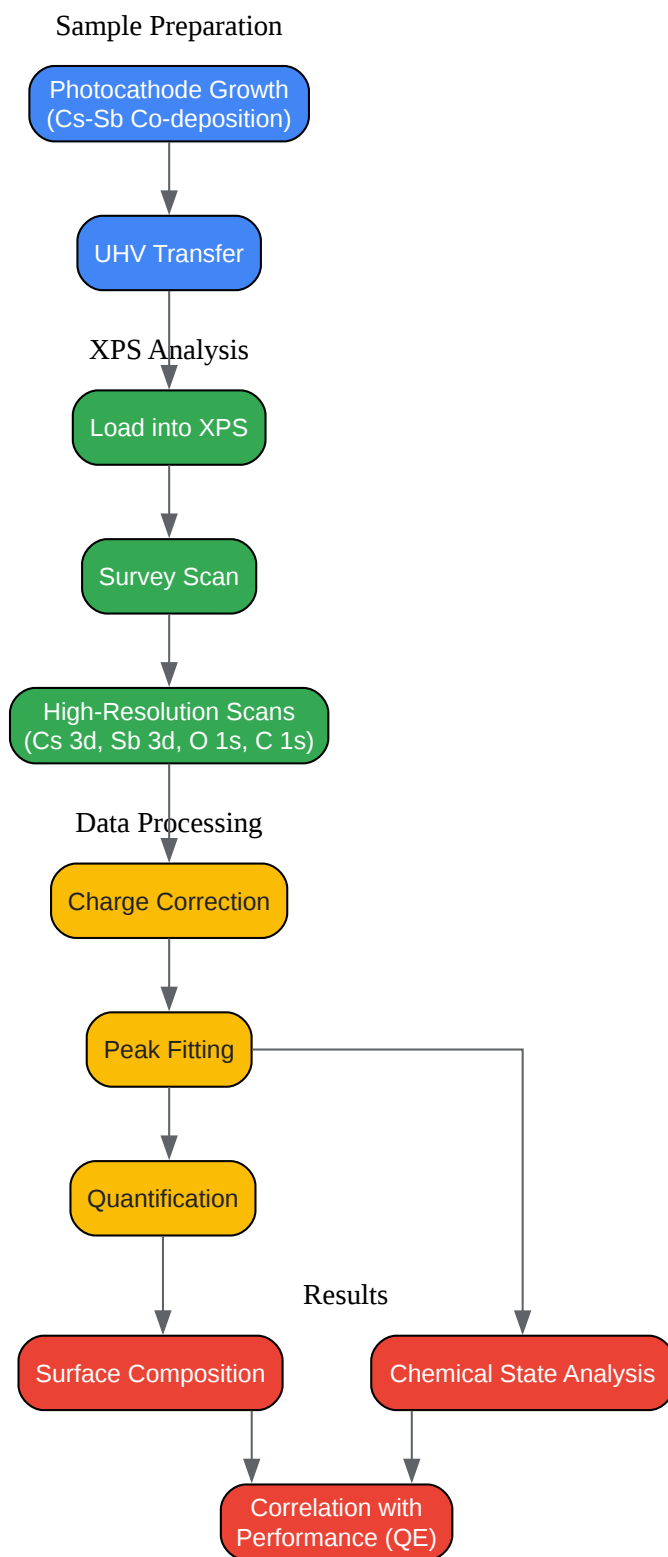 Sample Preparation
Photocathode Growth
(Cs-Sb Co-deposition)
UHV Transfer
XPS Analysis
Load into XPS
Survey Scan
High-Resolution Scans
(Cs 3d, Sb 3d, O 1s, C 1s)
Data Processing
Charge Correction
Peak Fitting
Quantification
Results
Surface Composition
Chemical State Analysis
Correlation with
Performance (QE)